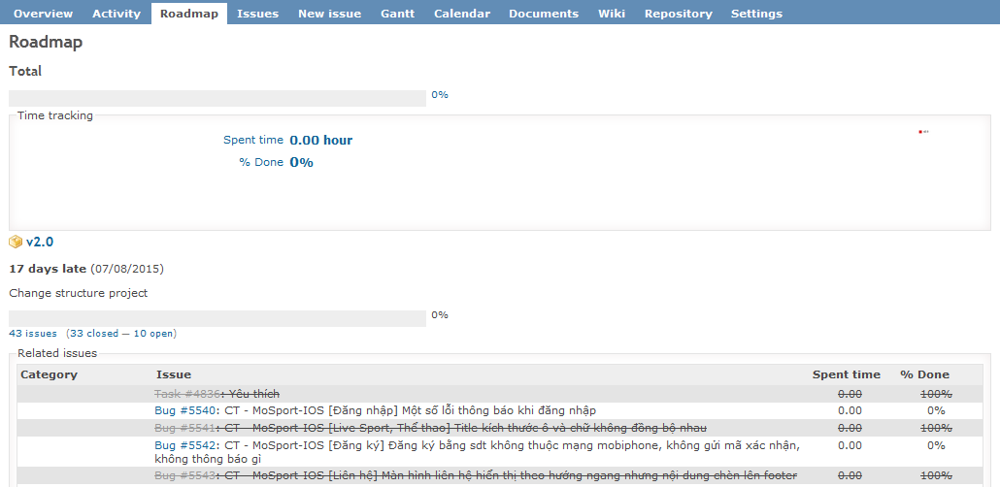 Overview Activity Roadmap Issues New issue Gantt Calendar Documents Wiki Repository Settings
Roadmap
Total
0%
Time tracking
Spent time 0.00 hour
% Done 0%
v2.0
17 days late (07/08/2015)
Change structure project
0%
43 issues (33 closed — 10 open)
Related issues
Category Issue Spent time % Done
Task #4836: Yêu thích 0.00 100%
Bug #5540: CT - MoSport-IOS [Đăng nhập] Một số lỗi thông báo khi đăng nhập 0.00 0%
Bug #5541: CT - MoSport-IOS [Live Sport, Thể thao] Title kích thước ô và chữ không đồng bộ nhau 0.00 100%
Bug #5542: CT - MoSport-IOS [Đăng ký] Đăng ký bằng sdt không thuộc mạng mobiphone, không gửi mã xác nhận, 0.00 0%
không thông báo gì
Bug #5543: CT - MoSport-IOS [Liên hệ] Màn hình liên hệ hiển thị theo hướng ngang nhưng nội dung chèn lên footer 0.00 100%